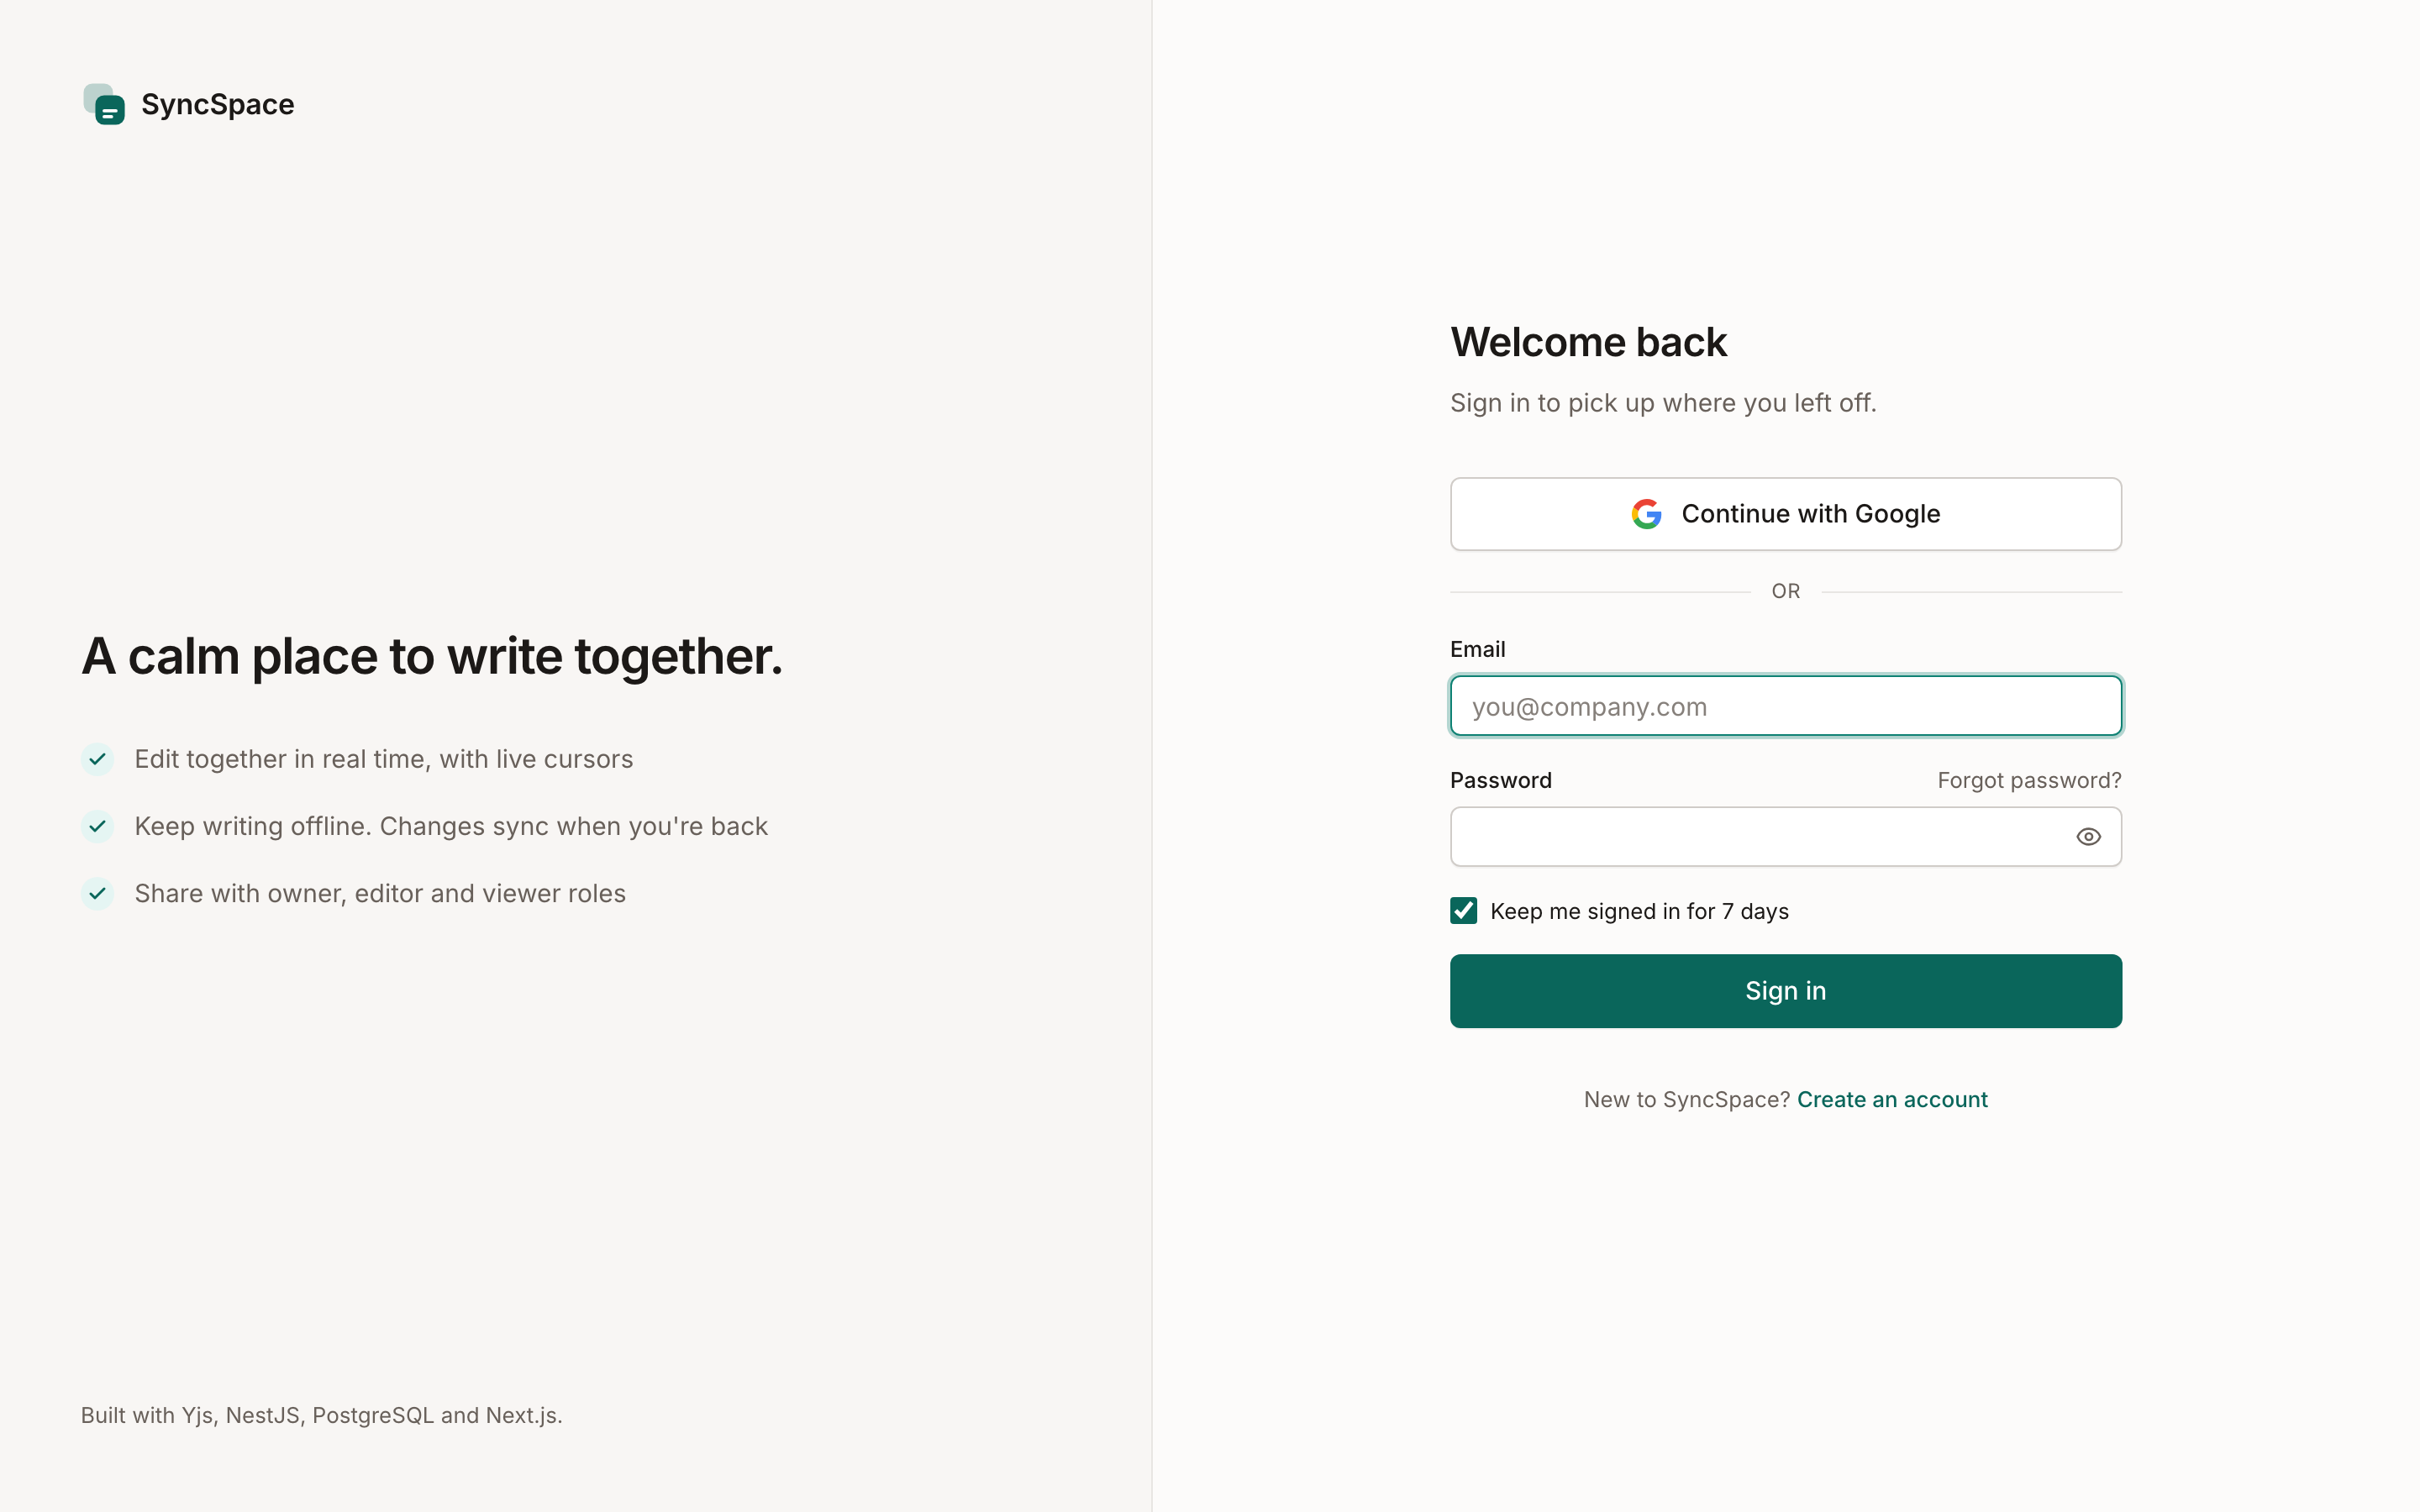 SyncSpace
A calm place to write together.
Edit together in real time, with live cursors
Keep writing offline. Changes sync when you're back
Share with owner, editor and viewer roles
Built with Yjs, NestJS, PostgreSQL and Next.js.
Welcome back
Sign in to pick up where you left off.
Continue with Google
OR
Email
you@company.com
Password Forgot password?
Keep me signed in for 7 days
Sign in
New to SyncSpace? Create an account